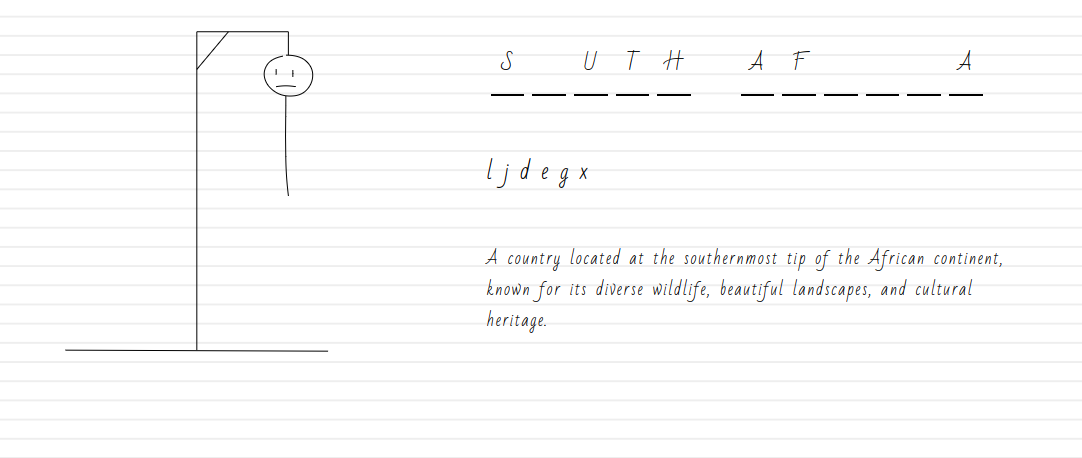 S _ U T H A F _ _ _ A
l j d e g x
A country located at the southernmost tip of the African continent,
known for its diverse wildlife, beautiful landscapes, and cultural
heritage.